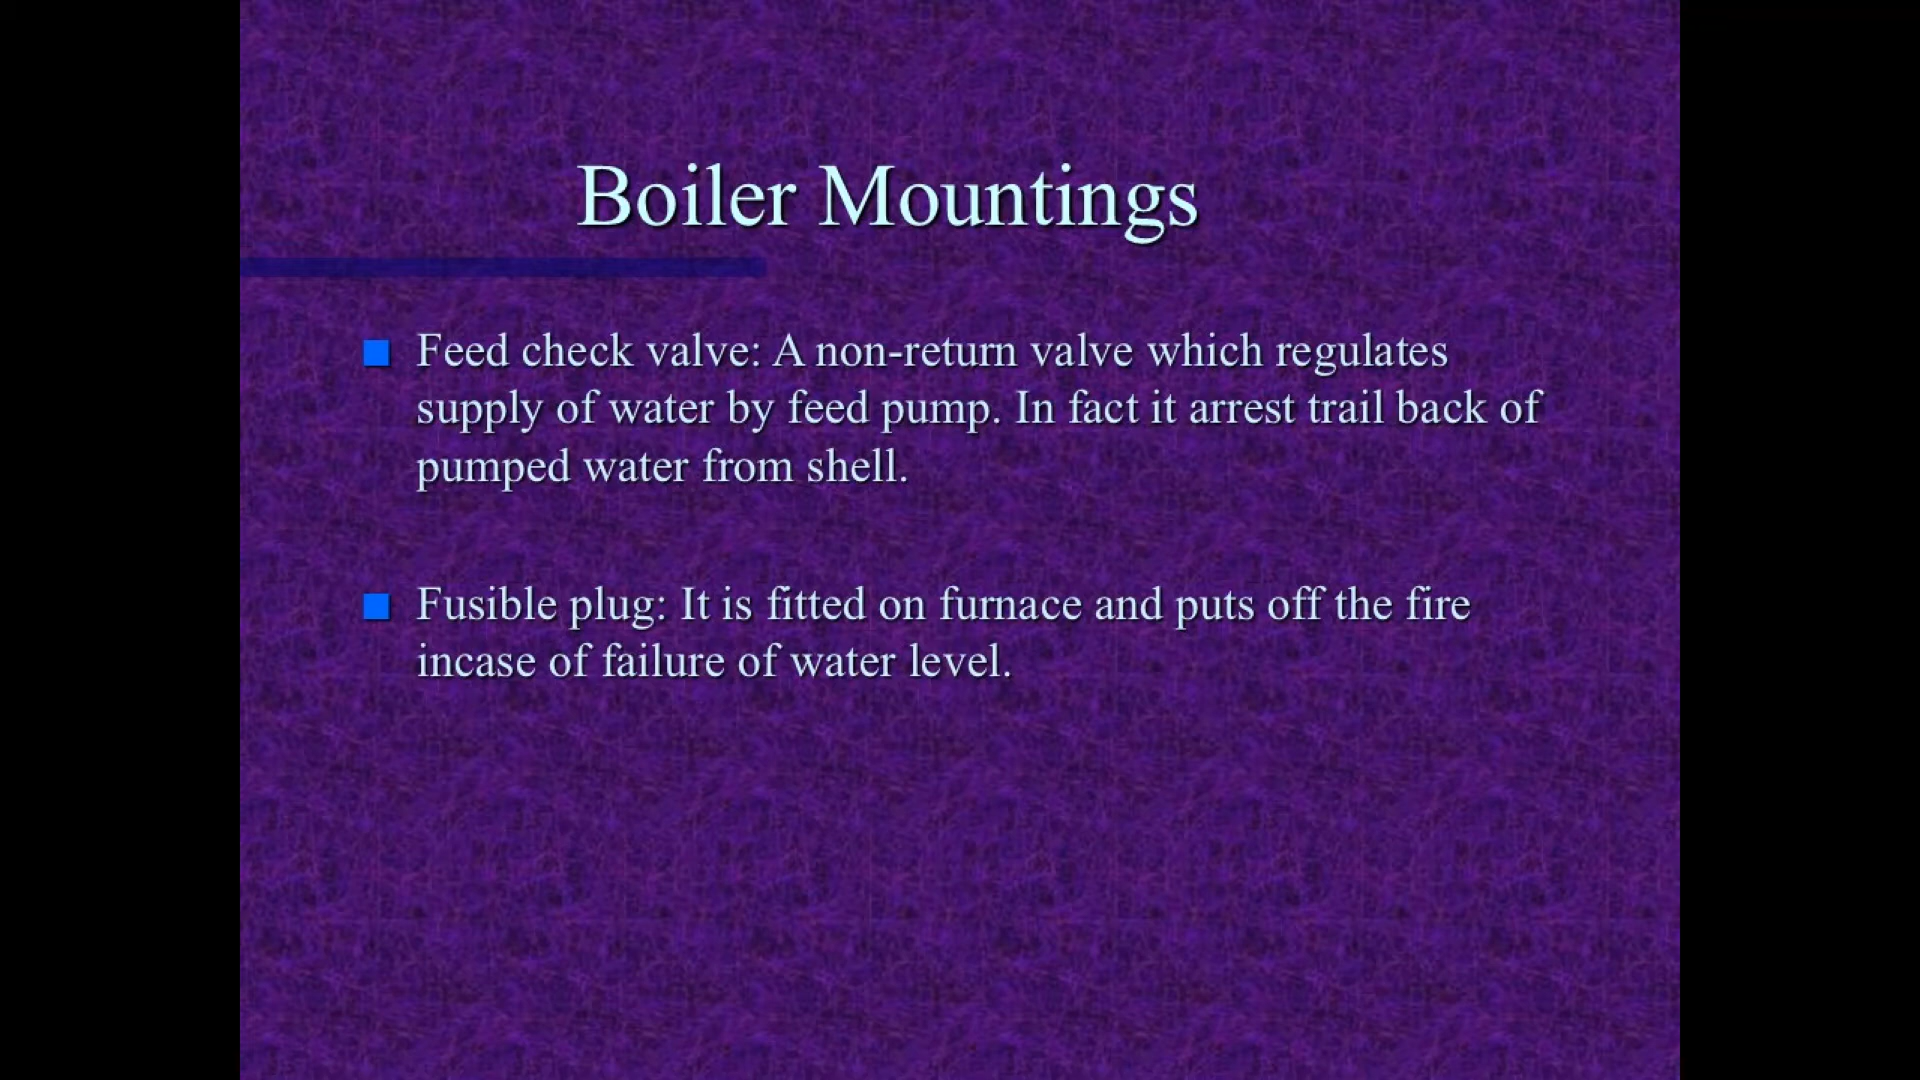 Boiler Mountings
Feed check valve: A non-return valve which regulates
supply of water by feed pump. In fact it arrest trail back of
pumped water from shell.
Fusible plug: It is fitted on furnace and puts off the fire
incase of failure of water level.